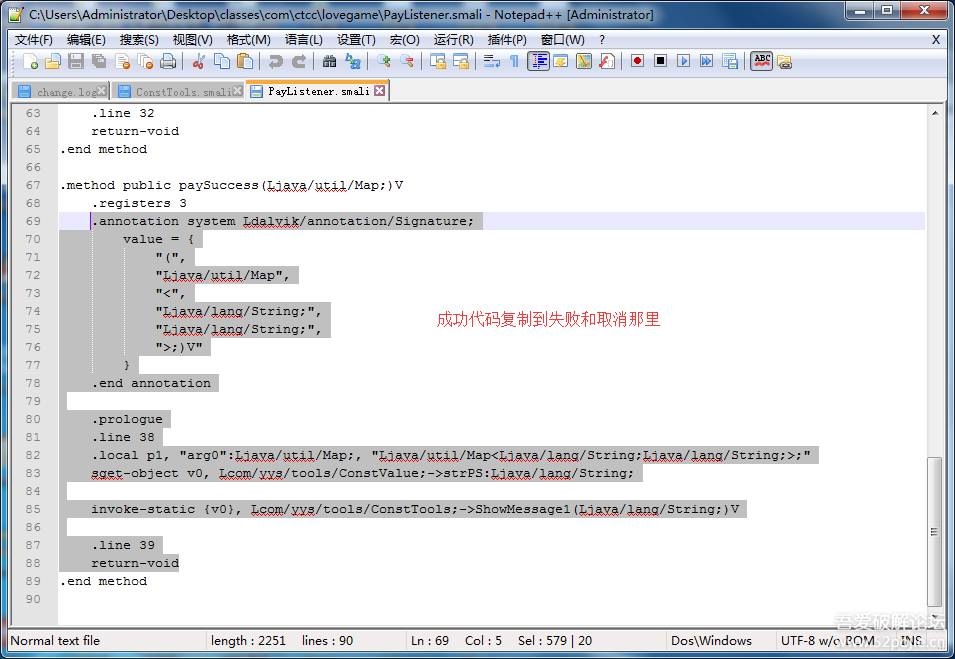 C:\Users\Administrator\Desktop\classes\com\ctcc\lovegame\PayListener.smali - Notepad++ [Administrator]
文件(F) 编辑(E) 搜索(S) 视图(V) 格式(M) 语言(L) 设置(T) 宏(O) 运行(R) 插件(P) 窗口(W) ? X
ABC
change.log ConstTools.smali PayListener.smali
63 .line 32
64 return-void
65 .end method
66
67 .method public paySuccess(Ljava/util/Map;)V
68 .registers 3
69 .annotation system Ldalvik/annotation/Signature;
70 value = {
71 "(",
72 "Ljava/util/Map",
73 "<",
74 "Ljava/lang/String;",
75 "Ljava/lang/String;",
76 ">;)V"
77 }
78 .end annotation
79
80 .prologue
81 .line 38
82 .local p1, "arg0":Ljava/util/Map;, "Ljava/util/Map<Ljava/lang/String;Ljava/lang/String;>;"
83 sget-object v0, Lcom/yys/tools/ConstValue;->strPS:Ljava/lang/String;
84
85 invoke-static {v0}, Lcom/yys/tools/ConstTools;->ShowMessage1(Ljava/lang/String;)V
86
87 .line 39
88 return-void
89 .end method
90
成功代码复制到失败和取消那里
吾爱破解论坛
Normal text file length : 2251 lines : 90 Ln : 69 Col : 5 Sel : 579 | 20 Dos\Windows UTF-8 w/o BOM INS